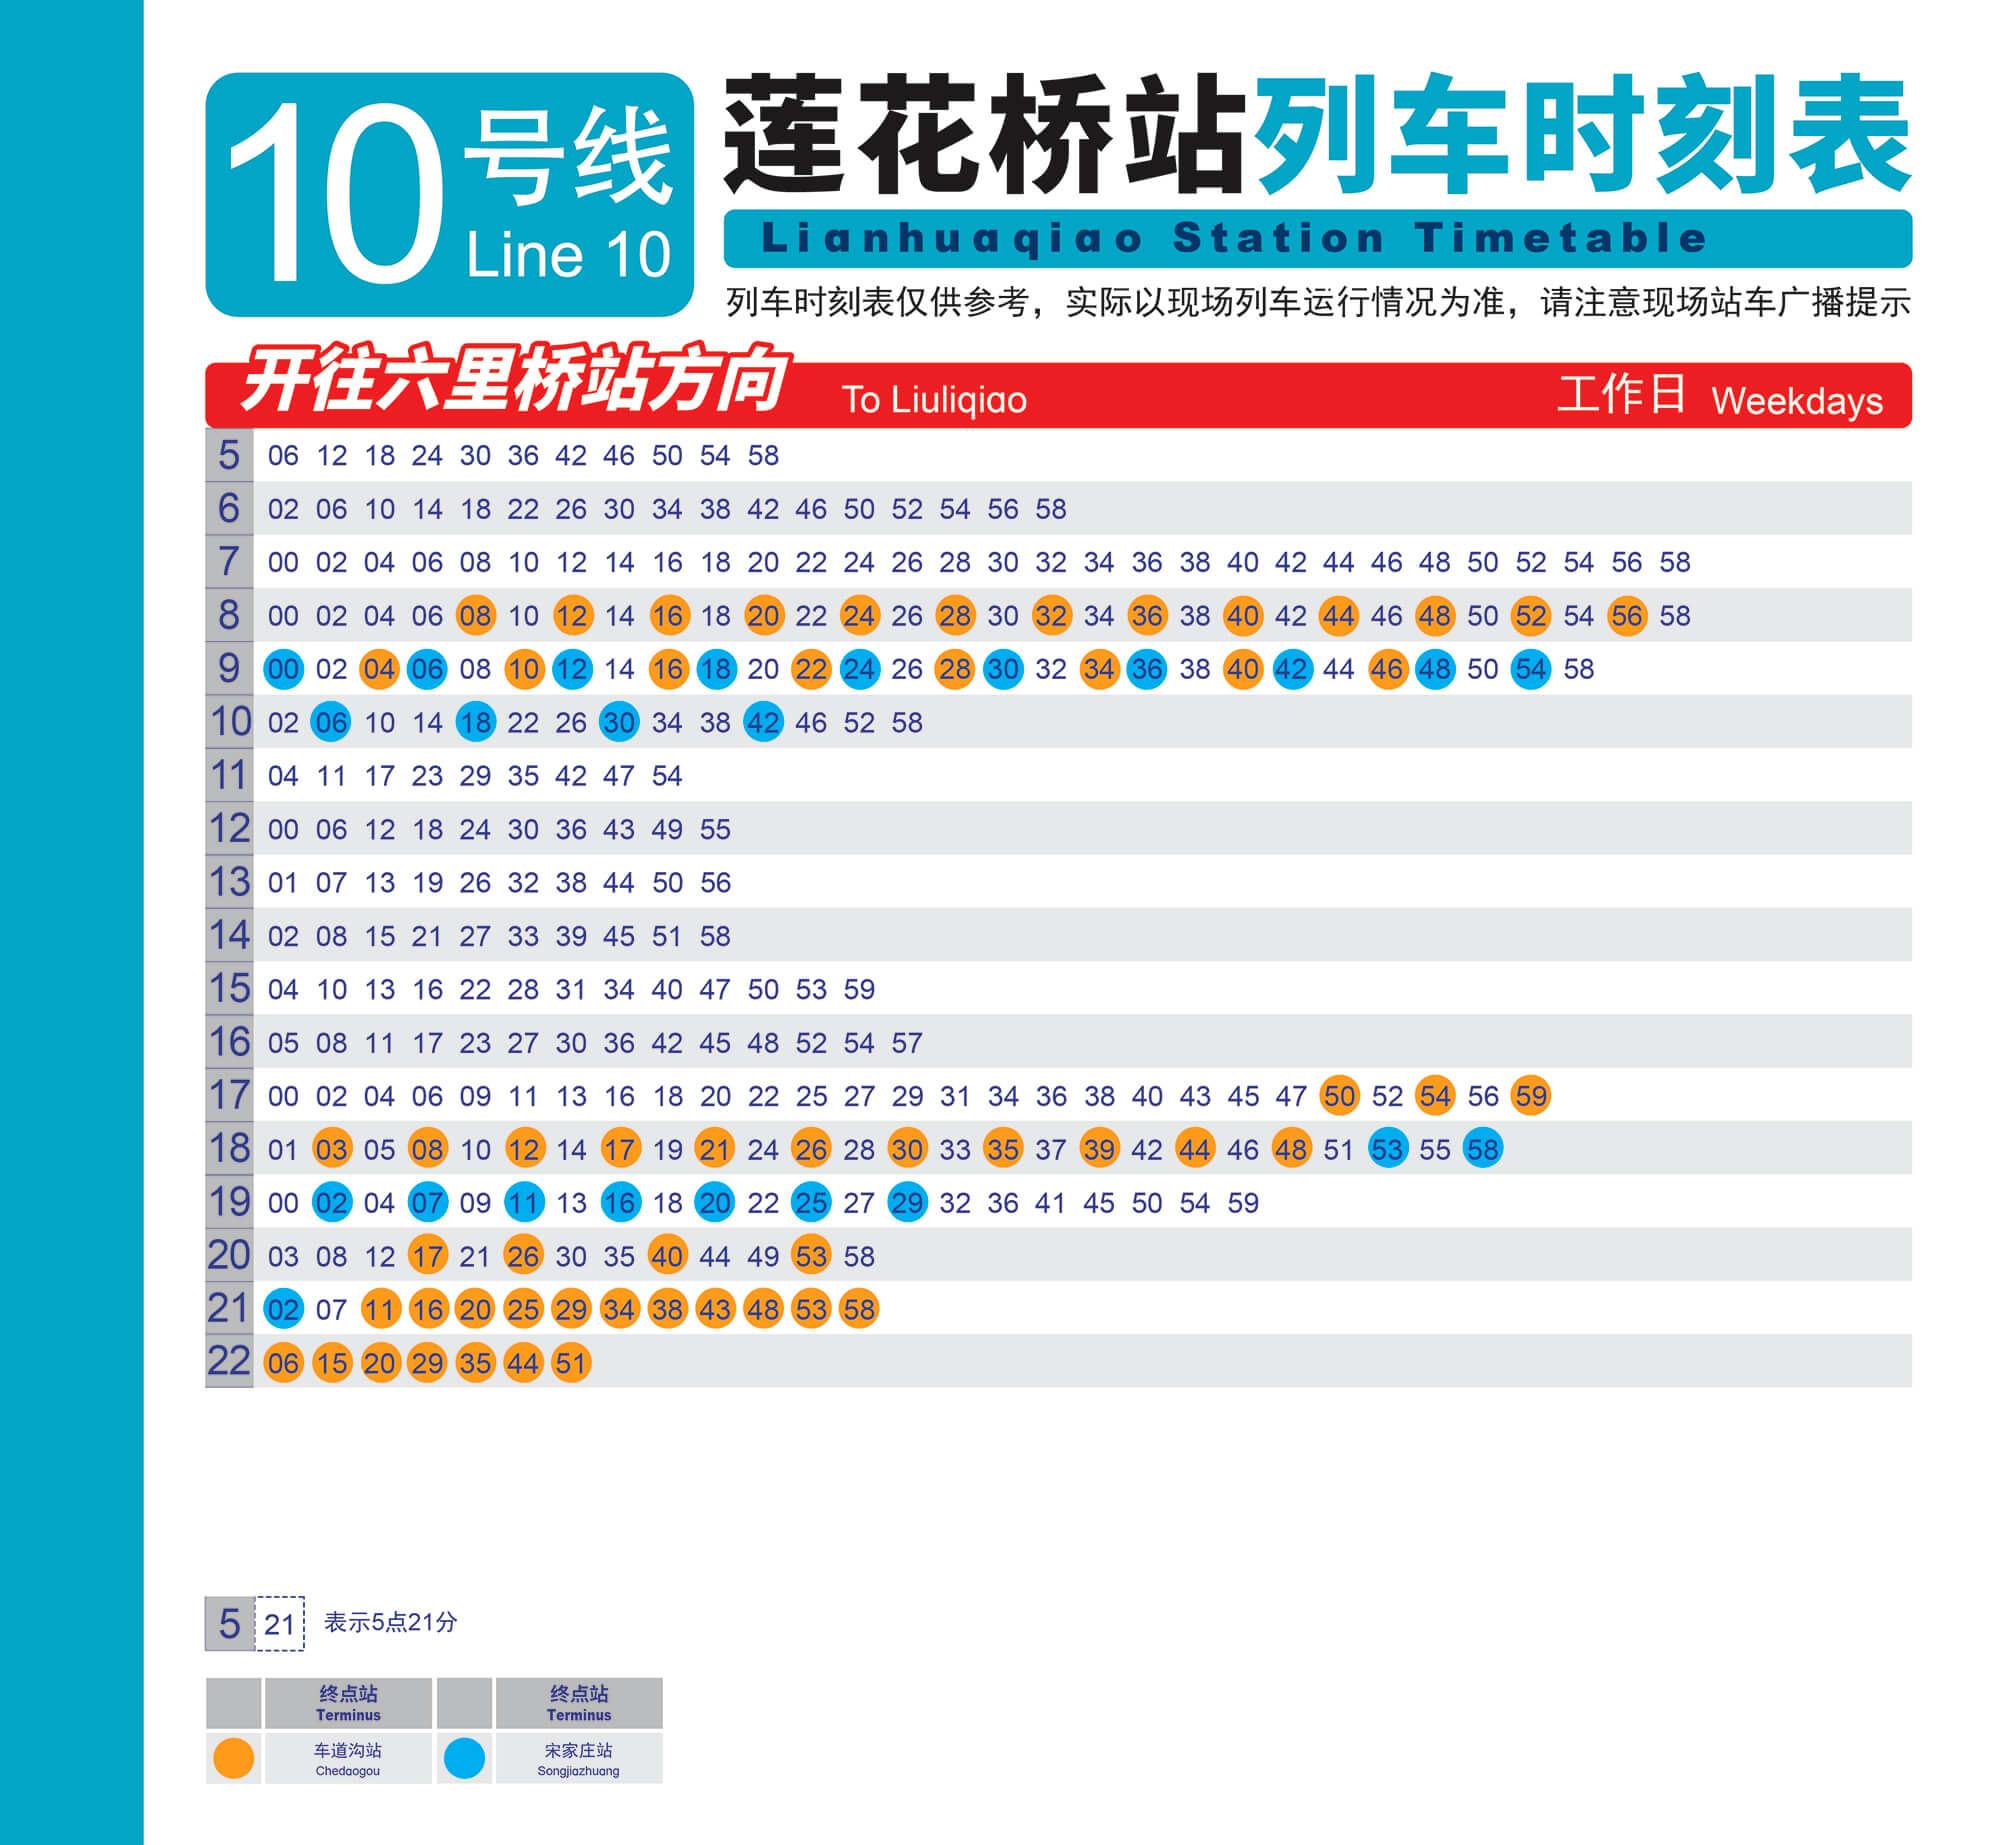 10号线
Line 10
莲花桥站列车时刻表
Lianhuaqiao Station Timetable
列车时刻表仅供参考，实际以现场列车运行情况为准，请注意现场站车广播提示
开往六里桥站方向 To Liuliqiao 工作日 Weekdays
5 06 12 18 24 30 36 42 46 50 54 58
6 02 06 10 14 18 22 26 30 34 38 42 46 50 52 54 56 58
7 00 02 04 06 08 10 12 14 16 18 20 22 24 26 28 30 32 34 36 38 40 42 44 46 48 50 52 54 56 58
8 00 02 04 06 08 10 12 14 16 18 20 22 24 26 28 30 32 34 36 38 40 42 44 46 48 50 52 54 56 58
9 00 02 04 06 08 10 12 14 16 18 20 22 24 26 28 30 32 34 36 38 40 42 44 46 48 50 54 58
10 02 06 10 14 18 22 26 30 34 38 42 46 52 58
11 04 11 17 23 29 35 42 47 54
12 00 06 12 18 24 30 36 43 49 55
13 01 07 13 19 26 32 38 44 50 56
14 02 08 15 21 27 33 39 45 51 58
15 04 10 13 16 22 28 31 34 40 47 50 53 59
16 05 08 11 17 23 27 30 36 42 45 48 52 54 57
17 00 02 04 06 09 11 13 16 18 20 22 25 27 29 31 34 36 38 40 43 45 47 50 52 54 56 59
18 01 03 05 08 10 12 14 17 19 21 24 26 28 30 33 35 37 39 42 44 46 48 51 53 55 58
19 00 02 04 07 09 11 13 16 18 20 22 25 27 29 32 36 41 45 50 54 59
20 03 08 12 17 21 26 30 35 40 44 49 53 58
21 02 07 11 16 20 25 29 34 38 43 48 53 58
22 06 15 20 29 35 44 51
5 21 表示5点21分
终点站 终点站
Terminus Terminus
车道沟站 宋家庄站
Chedaogou Songjiazhuang